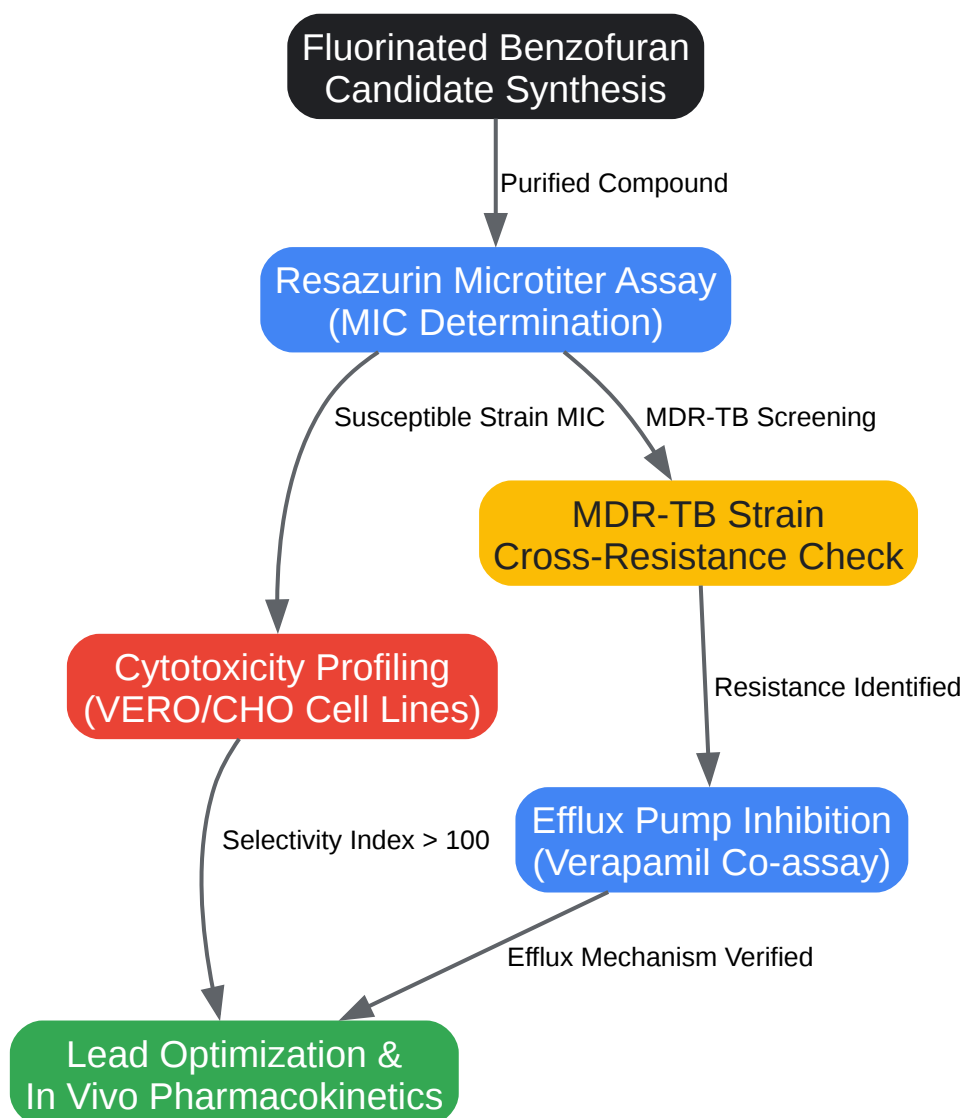 Fluorinated Benzofuran
Candidate Synthesis
Purified Compound
Resazurin Microtiter Assay
(MIC Determination)
Susceptible Strain MIC
MDR-TB Screening
MDR-TB Strain
Cross-Resistance Check
Cytotoxicity Profiling
(VERO/CHO Cell Lines)
Resistance Identified
Efflux Pump Inhibition
(Verapamil Co-assay)
Selectivity Index > 100
Efflux Mechanism Verified
Lead Optimization &
In Vivo Pharmacokinetics